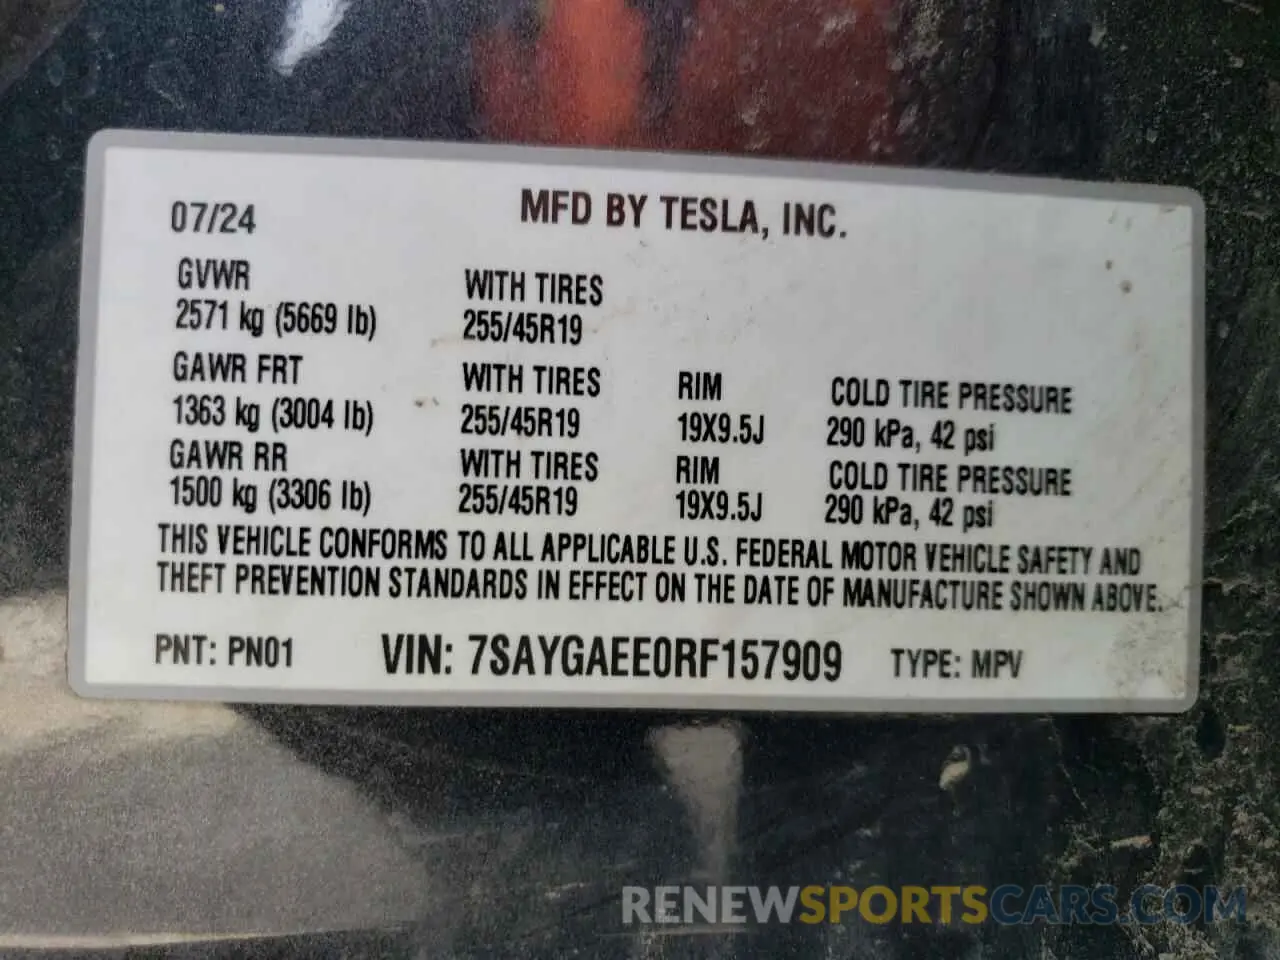 07/24 MFD BY TESLA, INC.
GVWR WITH TIRES
2571 kg (5669 lb) 255/45R19
GAWR FRT WITH TIRES RIM COLD TIRE PRESSURE
1363 kg (3004 lb) 255/45R19 19X9.5J 290 kPa, 42 psi
GAWR RR WITH TIRES RIM COLD TIRE PRESSURE
1500 kg (3306 lb) 255/45R19 19X9.5J 290 kPa, 42 psi
THIS VEHICLE CONFORMS TO ALL APPLICABLE U.S. FEDERAL MOTOR VEHICLE SAFETY AND
THEFT PREVENTION STANDARDS IN EFFECT ON THE DATE OF MANUFACTURE SHOWN ABOVE.
PNT: PN01 VIN: 7SAYGAEE0RF157909 TYPE: MPV
RENEWSPORTSCARS.COM